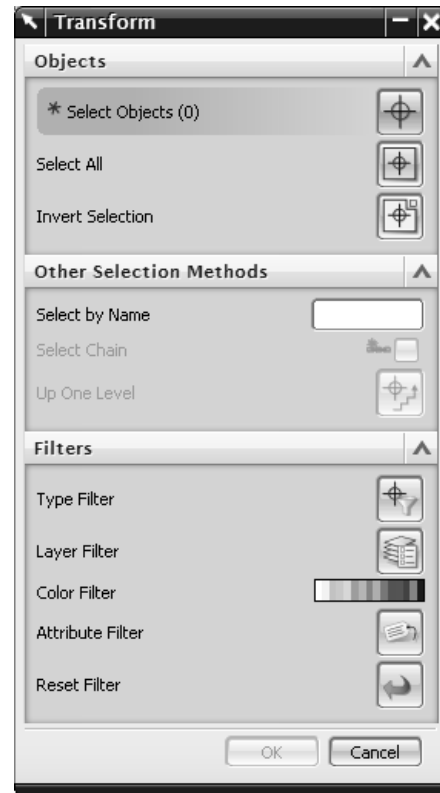 Transform
Objects
* Select Objects (0)
Select All
Invert Selection
Other Selection Methods
Select by Name
Select Chain
Up One Level
Filters
Type Filter
Layer Filter
Color Filter
Attribute Filter
Reset Filter
OK Cancel